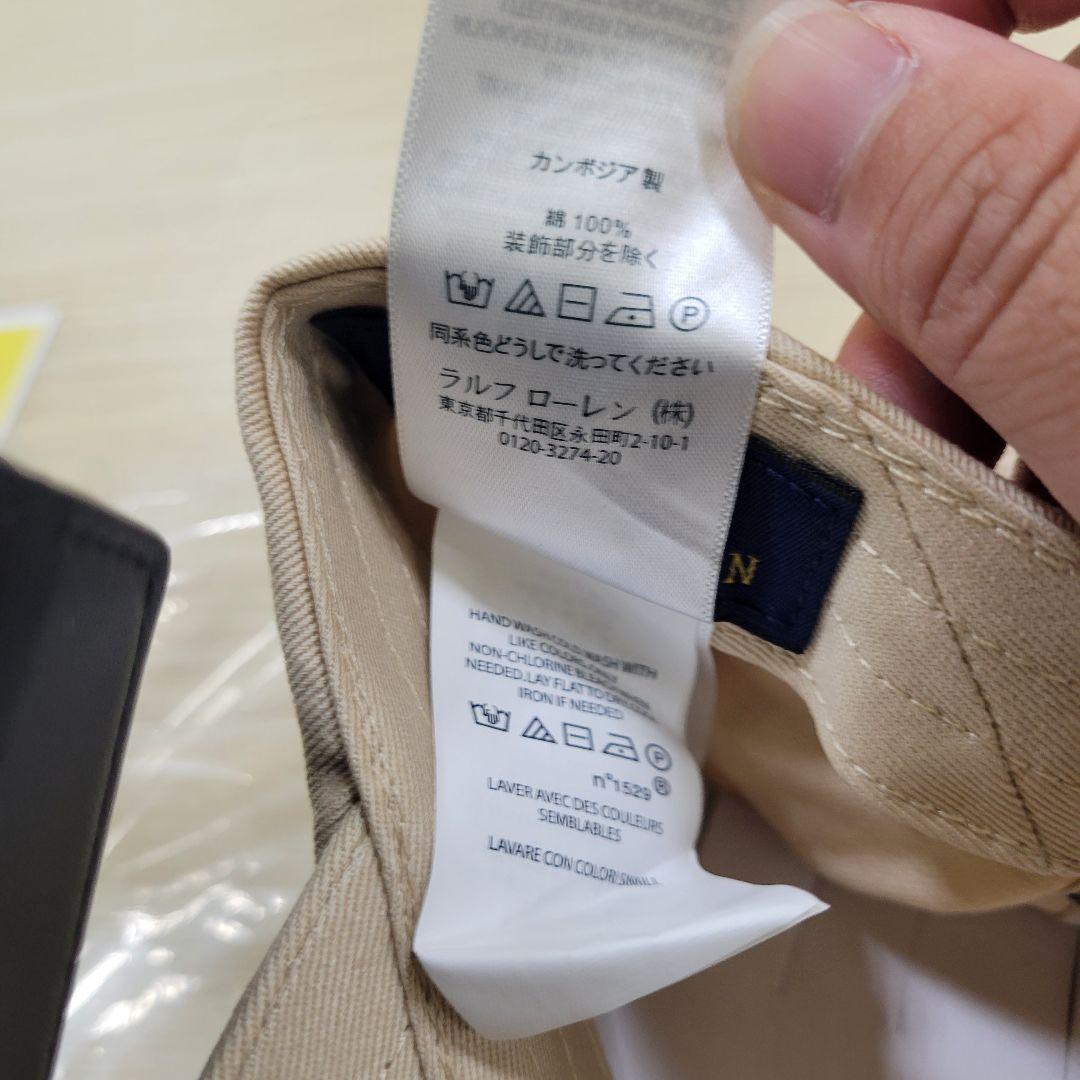 カンボジア製
綿 100%
装飾部分を除く
同系色どうしで洗ってください
ラルフ ローレン (株)
東京都千代田区永田町2-10-1
0120-3274-20
N
HAND WASH COLD.WASH WITH
LIKE COLORS.ONLY
NON-CHLORINE BLEACH WHEN
NEEDED.LAY FLAT TO DRY.COOL
IRON IF NEEDED
P
P
n°1529®
LAVER AVEC DES COULEURS
SEMBLABLES
LAVARE CON COLORI SIMILI